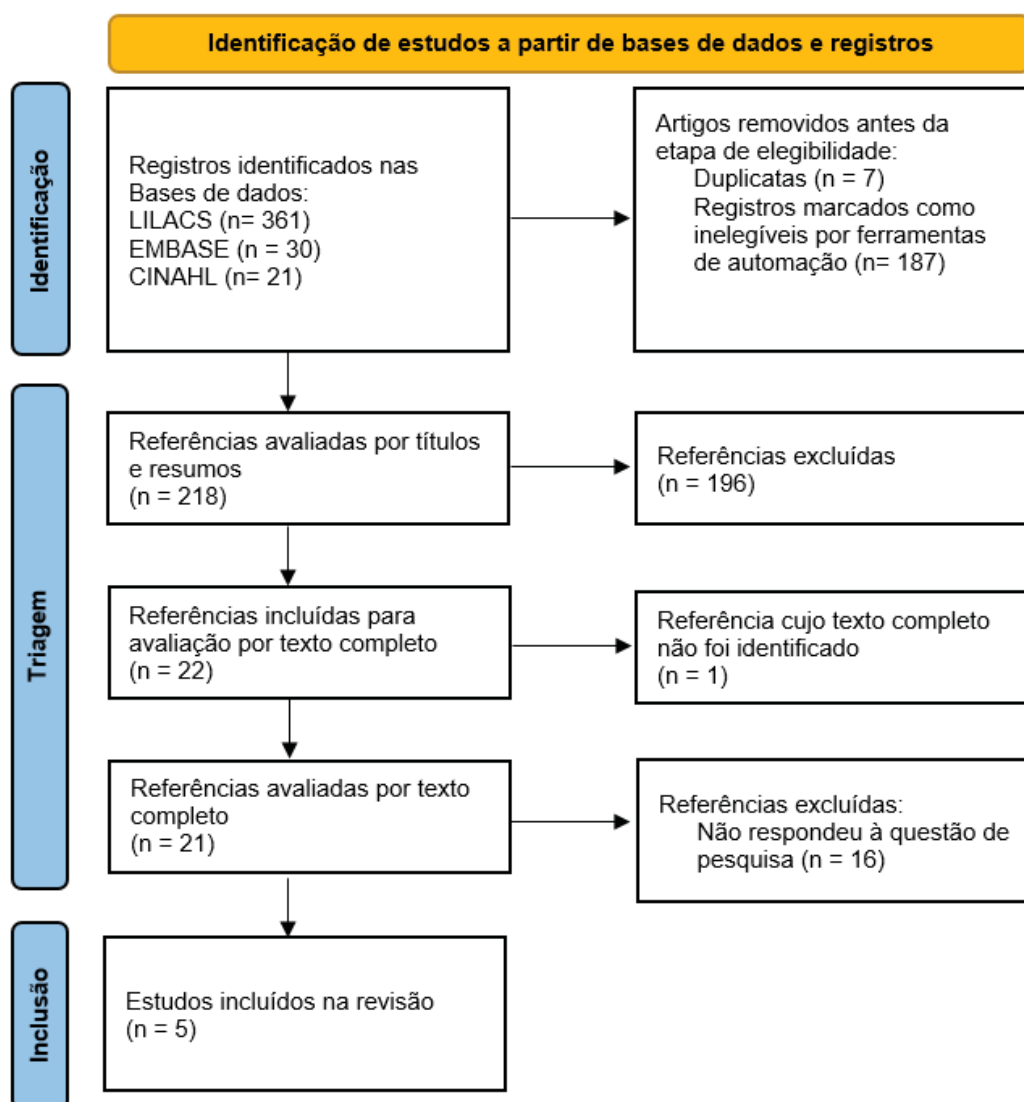 Identificação de estudos a partir de bases de dados e registros
Identificação
Registros identificados nas
Bases de dados:
LILACS (n= 361)
EMBASE (n = 30)
CINAHL (n= 21)
Artigos removidos antes da
etapa de elegibilidade:
Duplicatas (n = 7)
Registros marcados como
inelegíveis por ferramentas
de automação (n= 187)
Triagem
Referências avaliadas por títulos
e resumos
(n = 218)
Referências excluídas
(n = 196)
Referências incluídas para
avaliação por texto completo
(n = 22)
Referência cujo texto completo
não foi identificado
(n = 1)
Referências avaliadas por texto
completo
(n = 21)
Referências excluídas:
Não respondeu à questão de
pesquisa (n = 16)
Inclusão
Estudos incluídos na revisão
(n = 5)